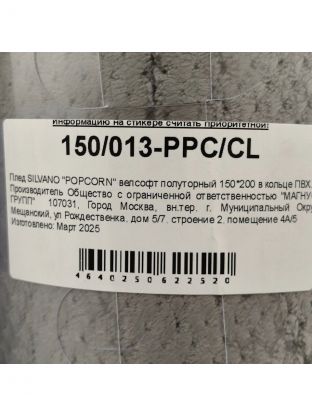 информацию на стикере считать приоритетной!
150/013-PPC/CL
Плед SILVANO "POPCORN" велсофт полуторный 150*200 в кольце ПВХ.
Производитель Общество с ограниченной ответственностью "МАГНУ
ГРУПП" 107031, Город Москва, вн.тер. г. Муниципальный Окру
Мещанский, ул Рождественка, дом 5/7, строение 2, помещение 4А/5
Изготовлено: Март 2025
4640250622520